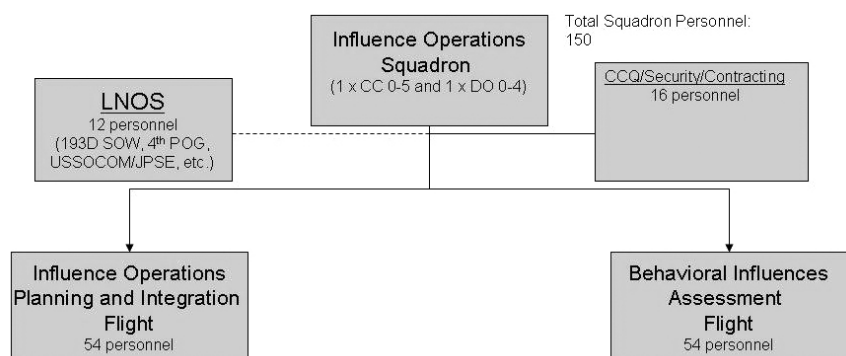 Influence Operations
Squadron
(1 x CC 0-5 and 1 x DO 0-4)
Total Squadron Personnel:
150
LNOS
12 personnel
(193D SOW, 4th POG,
USSOCOM/JPSE, etc.)
CCQ/Security/Contracting
16 personnel
Influence Operations
Planning and Integration
Flight
54 personnel
Behavioral Influences
Assessment
Flight
54 personnel